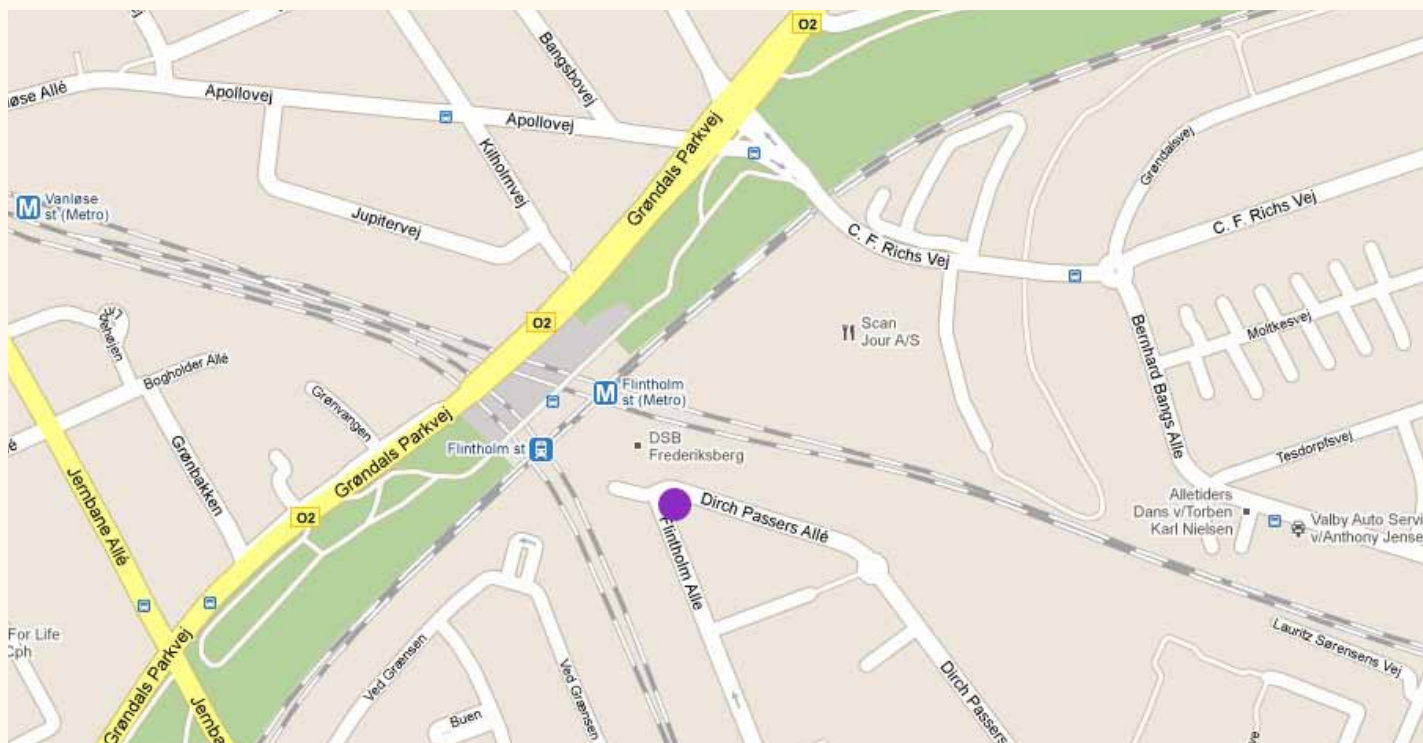 O2
Bangsbovej
øse Allé
Apollovej
Apollovej
Kilholmvej
Grøndals Parkvej
Grøndalsvej
M Vanløse
st (Metro)
Jupitervej
C. F. Richs Vej
C. F. Richs Vej
O2
Scan
Jour A/S
Bernhard Bangs Alle
Moltkesvej
Bogholder Allé
Grønvangen
M Flintholm
st (Metro)
Grøndals Parkvej
Flintholm st
DSB
Frederiksberg
Tesdorpfsvej
Grønbakken
Jernbane Allé
O2
Dirch Passers Allé
Flintholm Alle
Alletiders
Dans v/Torben
Karl Nielsen
Valby Auto Servi
v/Anthony Jense
For Life
Cph
Grøndals Parkvej
Jernba
Ved Grænsen
Ved Grænsen
Buen
Dirch Passers
Lauritz Sørensens Vej